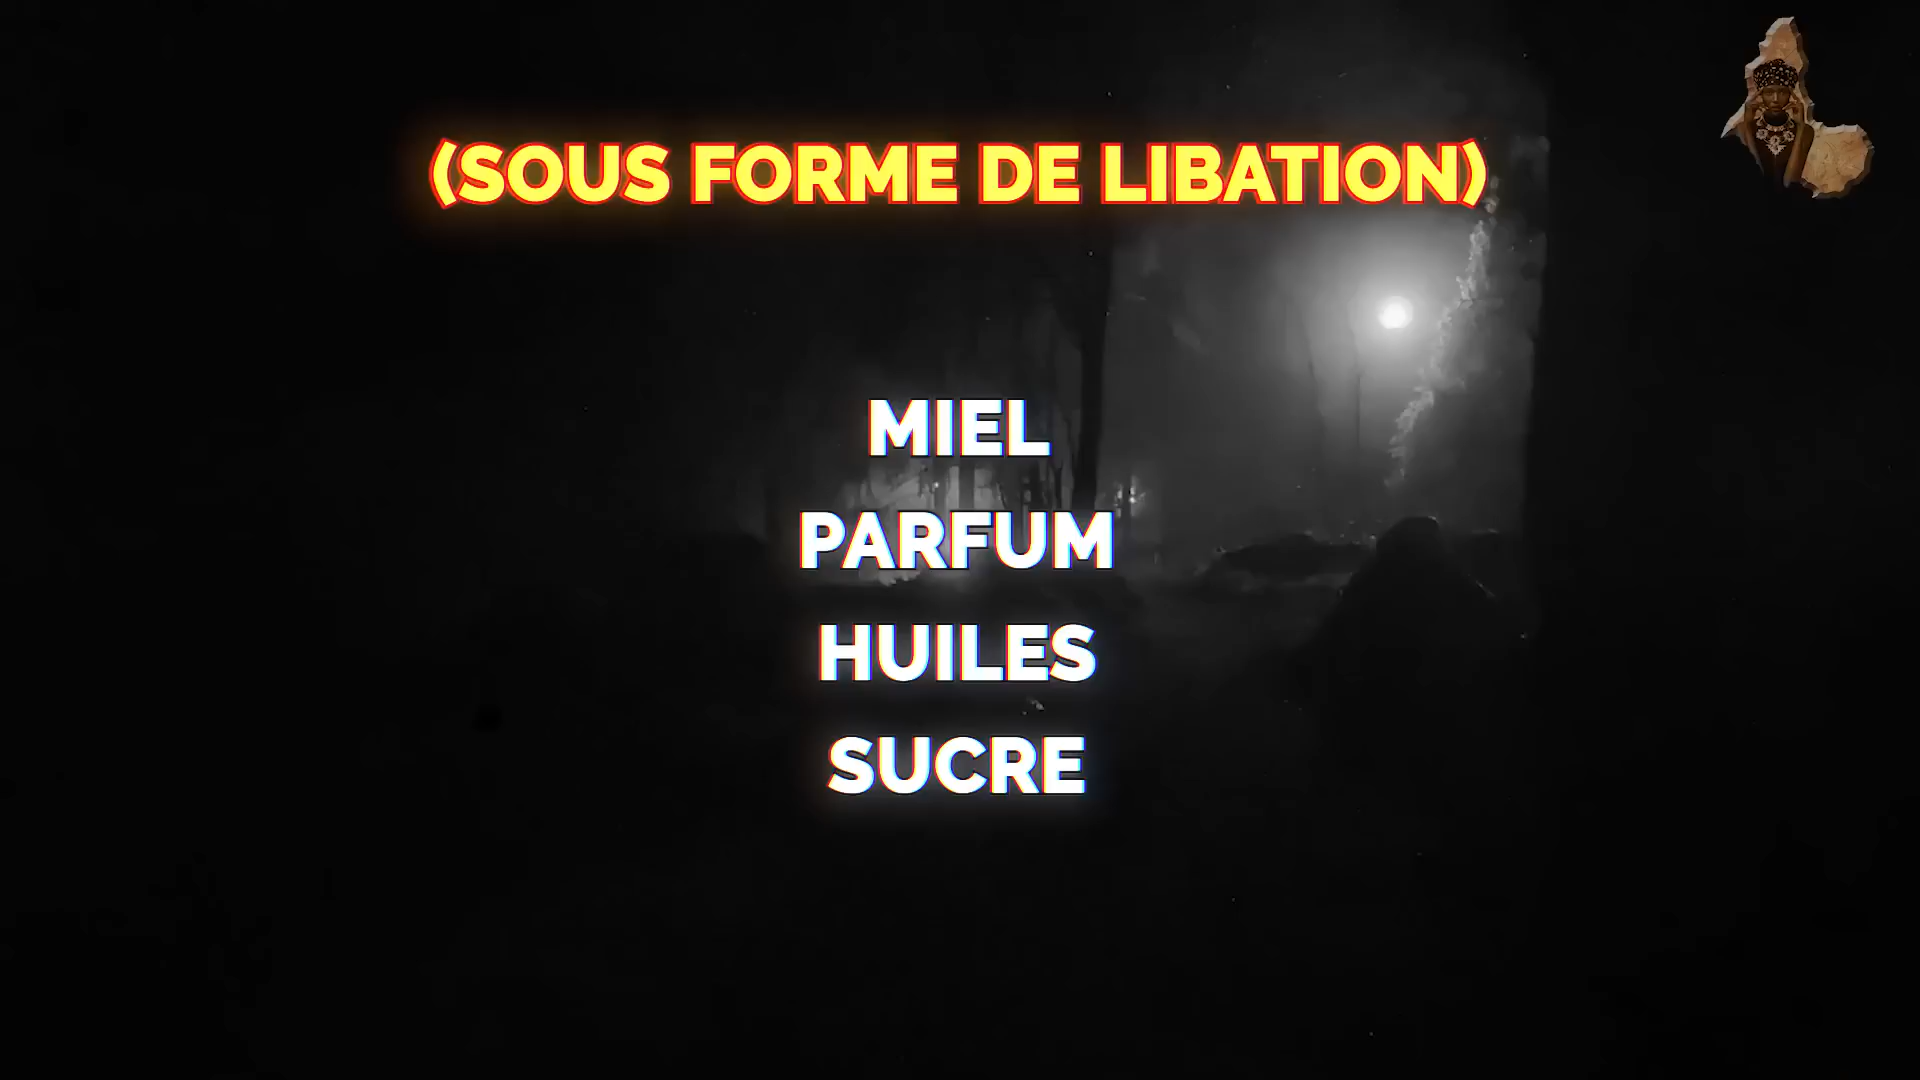 (SOUS FORME DE LIBATION)
MIEL
PARFUM
HUILES
SUCRE